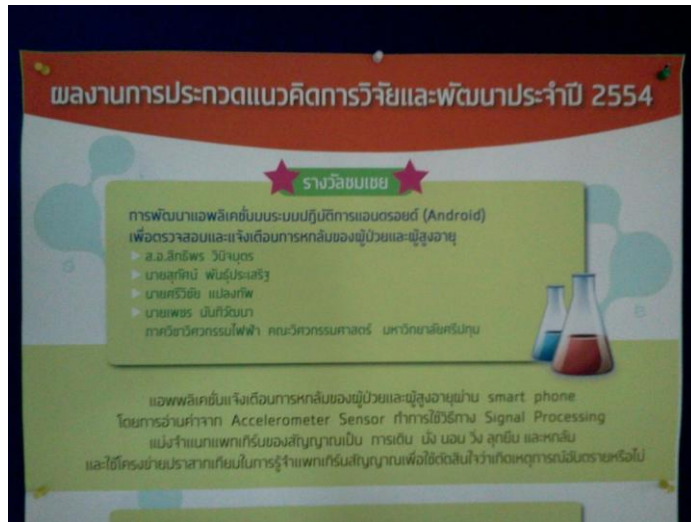 ผลงานการประกวดแนวคิดการวิจัยและพัฒนาประจำปี 2554
รางวัลชมเชย
การพัฒนาแอพลิเคชั่นบนระบบปฏิบัติการแอนดรอยด์ (Android)
เพื่อตรวจสอบและแจ้งเตือนการหกล้มของผู้ป่วยและผู้สูงอายุ
ส.อ.สิทธิพร วินิจบุตร
นายสุทัศน์ พันธุ์ประเสริฐ
นายศรีวิชัย แปลงทัพ
นายเพชร นันทิวัฒนา
ภาควิชาวิศวกรรมไฟฟ้า คณะวิศวกรรมศาสตร์ มหาวิทยาลัยศรีปทุม
แอพพลิเคชั่นแจ้งเตือนการหกล้มของผู้ป่วยและผู้สูงอายุผ่าน smart phone
โดยการอ่านค่าจาก Accelerometer Sensor ทำการใช้วิธีทาง Signal Processing
แบ่งจำแนกแพทเทิร์นของสัญญาณเป็น การเดิน นั่ง นอน วิ่ง ลุกยืน และหกล้ม
และใช้โครงข่ายปราสาทเทียมในการรู้จำแพทเทิร์นสัญญาณเพื่อใช้ตัดสินใจว่าเกิดเหตุการณ์อันตรายหรือไม่